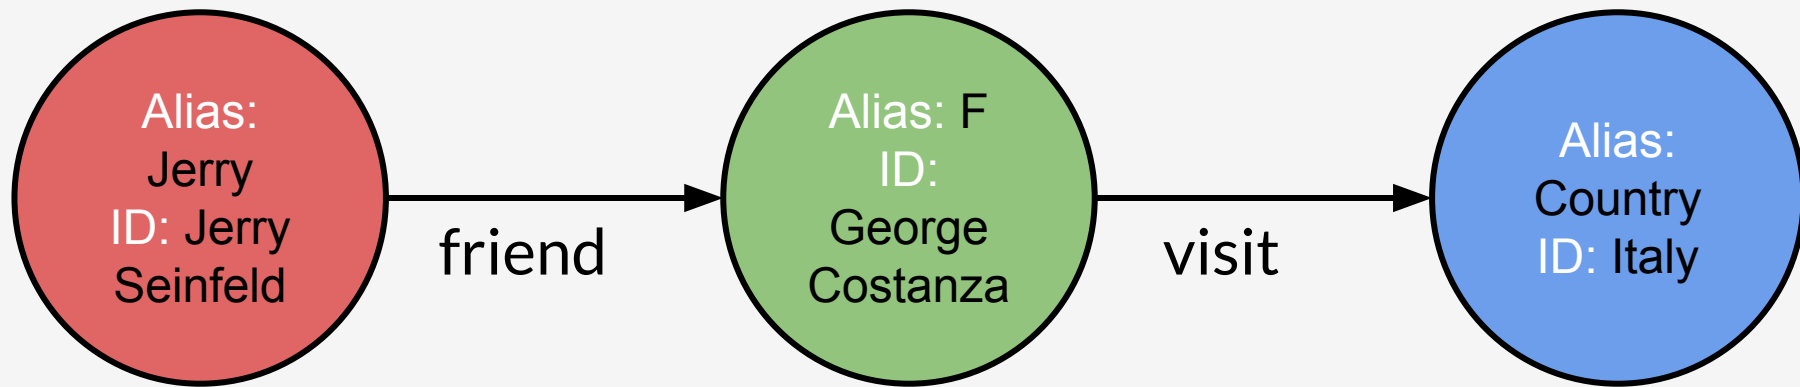 Alias:
Jerry
ID: Jerry
Seinfeld
friend
Alias: F
ID:
George
Costanza
visit
Alias:
Country
ID: Italy